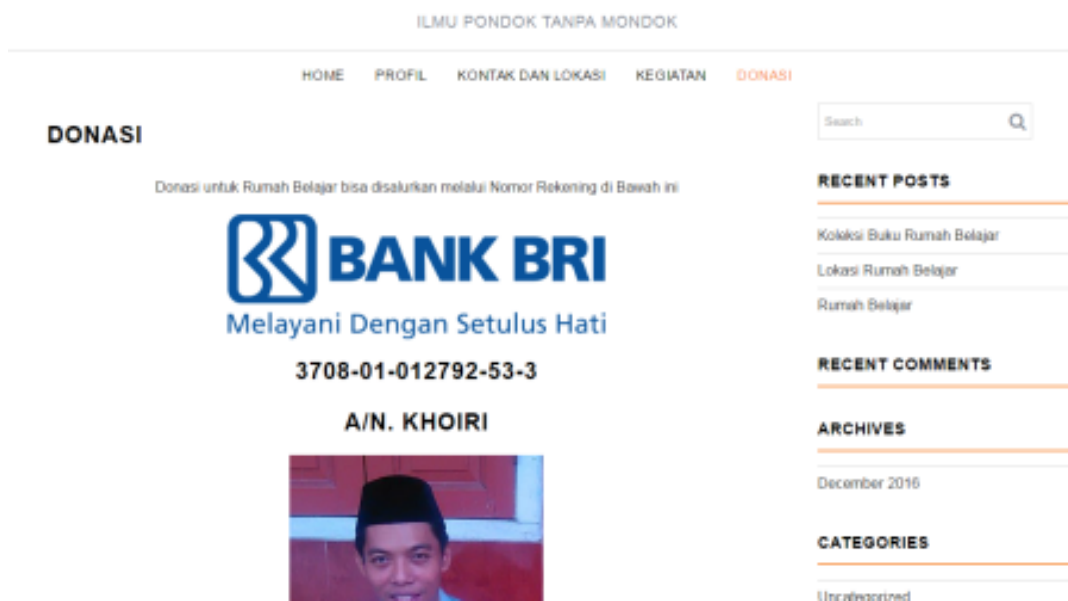 ILMU PONDOK TANPA MONDOK
HOME PROFIL KONTAK DAN LOKASI KEGIATAN DONASI
DONASI
Donasi untuk Rumah Belajar bisa disalurkan melalui Nomor Rekening di Bawah ini
BANK BRI
Melayani Dengan Setulus Hati
3708-01-012792-53-3
A/N. KHOIRI
Search
RECENT POSTS
Koleksi Buku Rumah Belajar
Lokasi Rumah Belajar
Rumah Belajar
RECENT COMMENTS
ARCHIVES
December 2016
CATEGORIES
Uncategorized